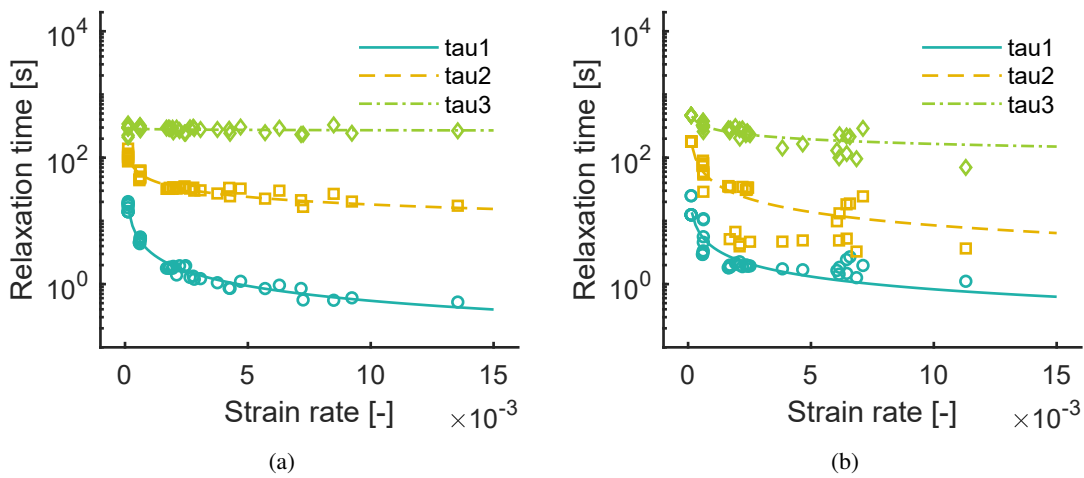 Relaxation time [s]
10^4
10^2
10^0
tau1
tau2
tau3
0
5
10
15
Strain rate [-]
×10^-3
(a)
Relaxation time [s]
10^4
10^2
10^0
tau1
tau2
tau3
0
5
10
15
Strain rate [-]
×10^-3
(b)